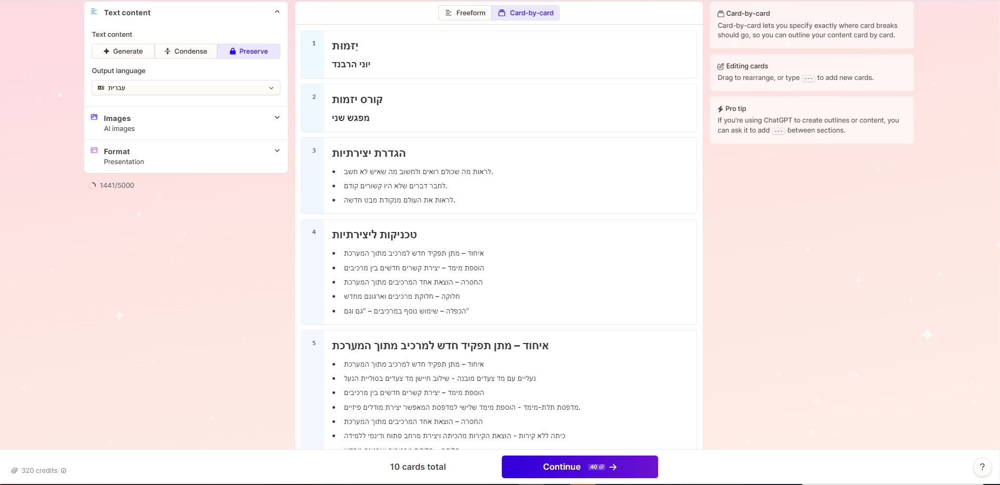 Text content
Text content
Generate
Condense
Preserve
Output language
עברית
Images
AI images
Format
Presentation
1441/5000
Freeform
Card-by-card
1
יַזּמוּת
יוני הרבנד
2
קורס יזמות
מפגש שני
3
הגדרת יצירתיות
לראות מה שכולם רואים ולחשוב מה שאיש לא חשב.
לחבר דברים שלא היו קשורים קודם.
לראות את העולם מנקודת מבט חדשה.
4
טכניקות ליצירתיות
איחוד – מתן תפקיד חדש למרכיב מתוך המערכת
הוספת מימד – יצירת קשרים חדשים בין מרכיבים
החסרה – הוצאת אחד המרכיבים מתוך המערכת
חלוקה – חלוקת מרכיבים וארגונם מחדש
הכפלה – שימוש נוסף במרכיבים – "גם וגם"
5
איחוד – מתן תפקיד חדש למרכיב מתוך המערכת
איחוד – מתן תפקיד חדש למרכיב מתוך המערכת
נעליים עם מד צעדים מובנה - שילוב חיישן מד צעדים בסוליית הנעל
הוספת מימד – יצירת קשרים חדשים בין מרכיבים
מדפסת תלת-מימד - הוספת מימד שלישי למדפסת המאפשר יצירת מודלים פיזיים.
החסרה – הוצאת אחד המרכיבים מתוך המערכת
כיתה ללא קירות - הוצאת הקירות מהכיתה ויצירת מרחב פתוח ודינמי ללמידה
Card-by-card
Card-by-card lets you specify exactly where card breaks
should go, so you can outline your content card by card.
Editing cards
Drag to rearrange, or type --- to add new cards.
Pro tip
If you're using ChatGPT to create outlines or content, you
can ask it to add --- between sections.
320 credits
10 cards total
Continue 40
?